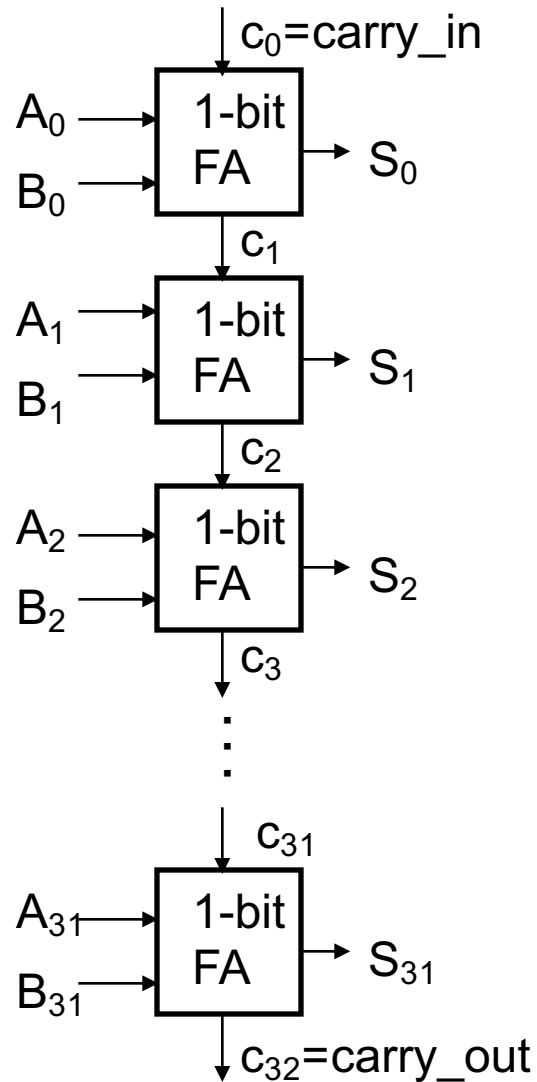 c₀=carry_in
A₀
1-bit
FA
S₀
B₀
c₁
A₁
1-bit
FA
S₁
B₁
c₂
A₂
1-bit
FA
S₂
B₂
c₃
c₃₁
A₃₁
1-bit
FA
S₃₁
B₃₁
c₃₂=carry_out